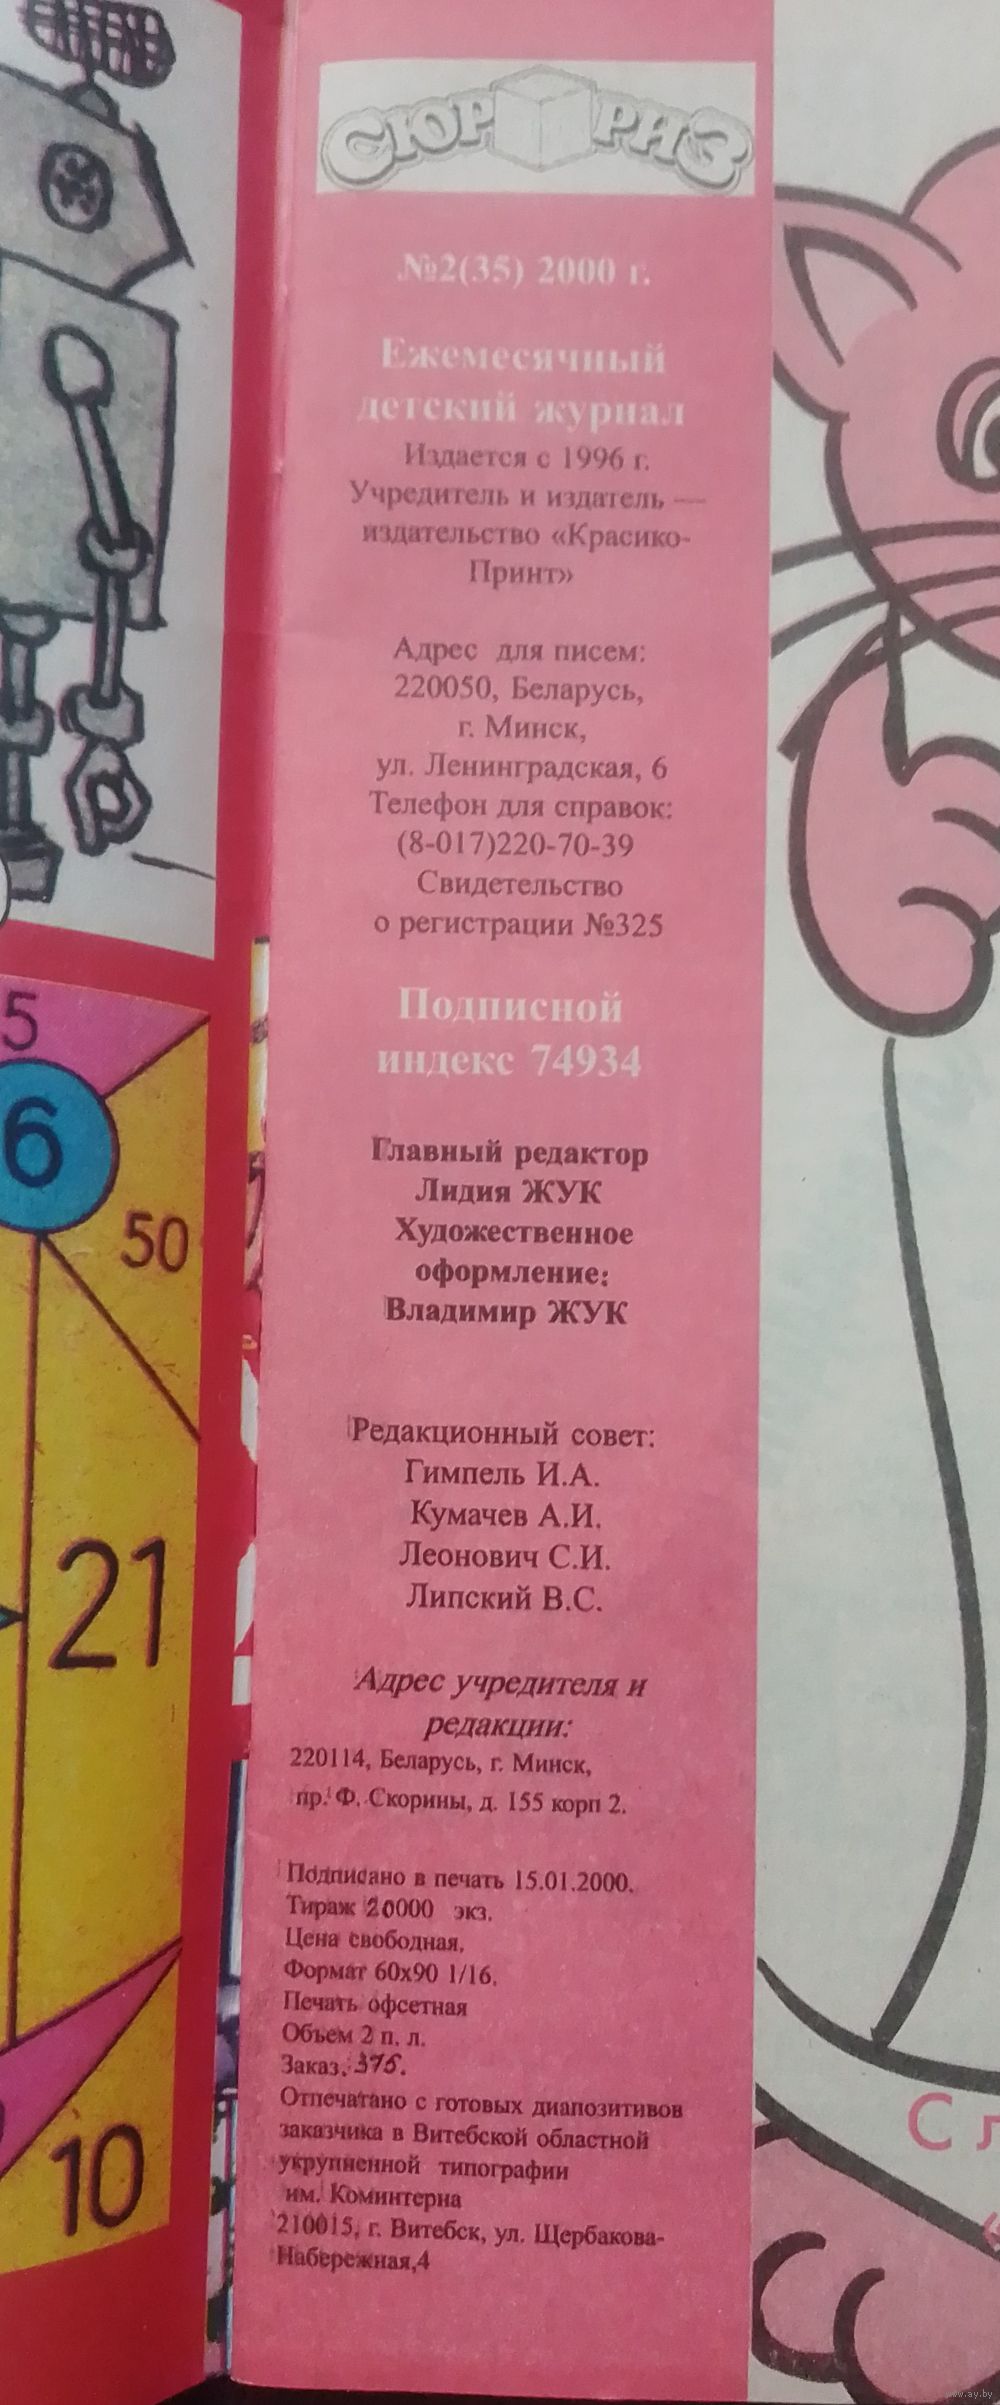 5
6
50
21
10
СЮРПРИЗ
№2(35) 2000 г.
Ежемесячный
детский журнал
Издается с 1996 г.
Учредитель и издатель —
издательство «Красико-
Принт»
Адрес для писем:
220050, Беларусь,
г. Минск,
ул. Ленинградская, 6
Телефон для справок:
(8-017)220-70-39
Свидетельство
о регистрации №325
Подписной
индекс 74934
Главный редактор
Лидия ЖУК
Художественное
оформление:
Владимир ЖУК
Редакционный совет:
Гимпель И.А.
Кумачев А.И.
Леонович С.И.
Липский В.С.
Адрес учредителя и
редакции:
220114, Беларусь, г. Минск,
пр. Ф. Скорины, д. 155 корп 2.
Подписано в печать 15.01.2000.
Тираж 20000 экз.
Цена свободная.
Формат 60х90 1/16.
Печать офсетная
Объем 2 п. л.
Заказ. 375.
Отпечатано с готовых диапозитивов
заказчика в Витебской областной
укрупненной типографии
им. Коминтерна
210015, г. Витебск, ул. Щербакова-
Набережная,4
С л
www.ay.by